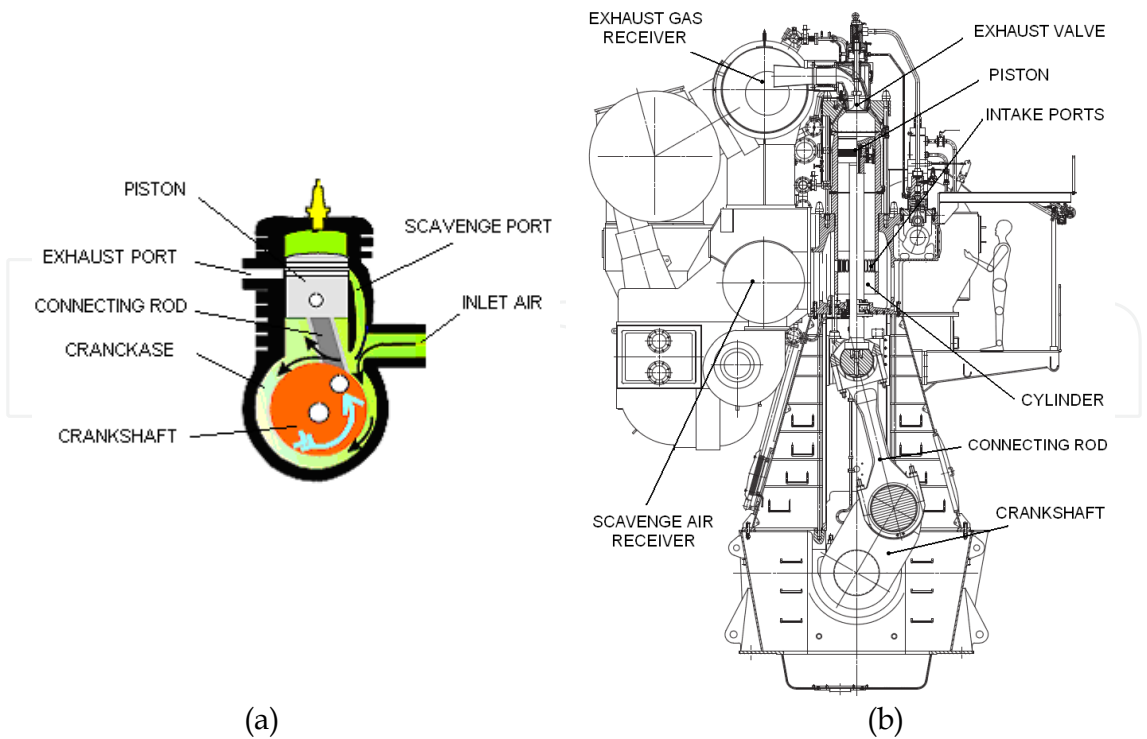 PISTON
EXHAUST PORT
CONNECTING ROD
CRANCKASE
CRANKSHAFT
SCAVENGE PORT
INLET AIR
(a)
EXHAUST GAS
RECEIVER
EXHAUST VALVE
PISTON
INTAKE PORTS
CYLINDER
CONNECTING ROD
SCAVENGE AIR
RECEIVER
CRANKSHAFT
(b)